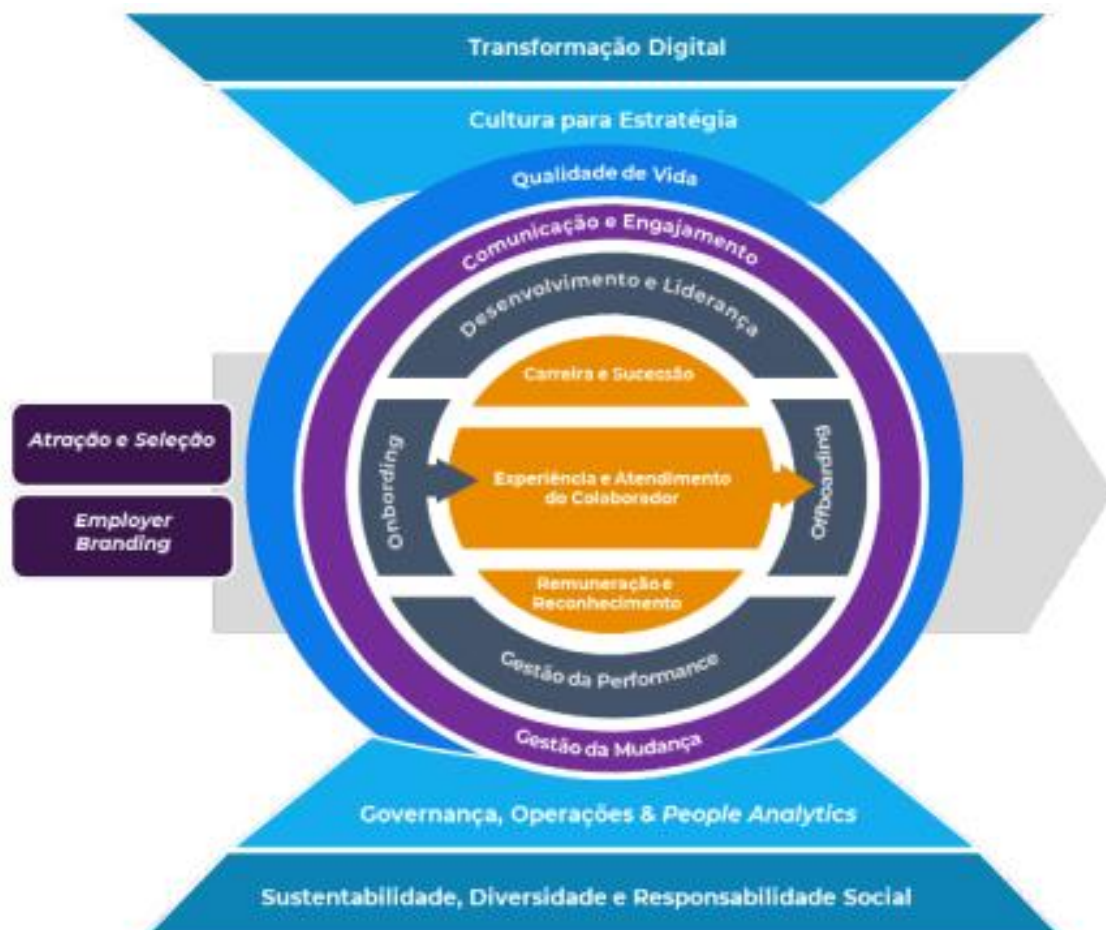 Transformação Digital
Cultura para Estratégia
Qualidade de Vida
Comunicação e Engajamento
Desenvolvimento e Liderança
Carreira e Sucessão
Atração e Seleção
Employer
Branding
Onbording
Experiência e Atendimento
do Colaborador
Offboarding
Remuneração e
Reconhecimento
Gestão da Performance
Gestão da Mudança
Governança, Operações & People Analytics
Sustentabilidade, Diversidade e Responsabilidade Social